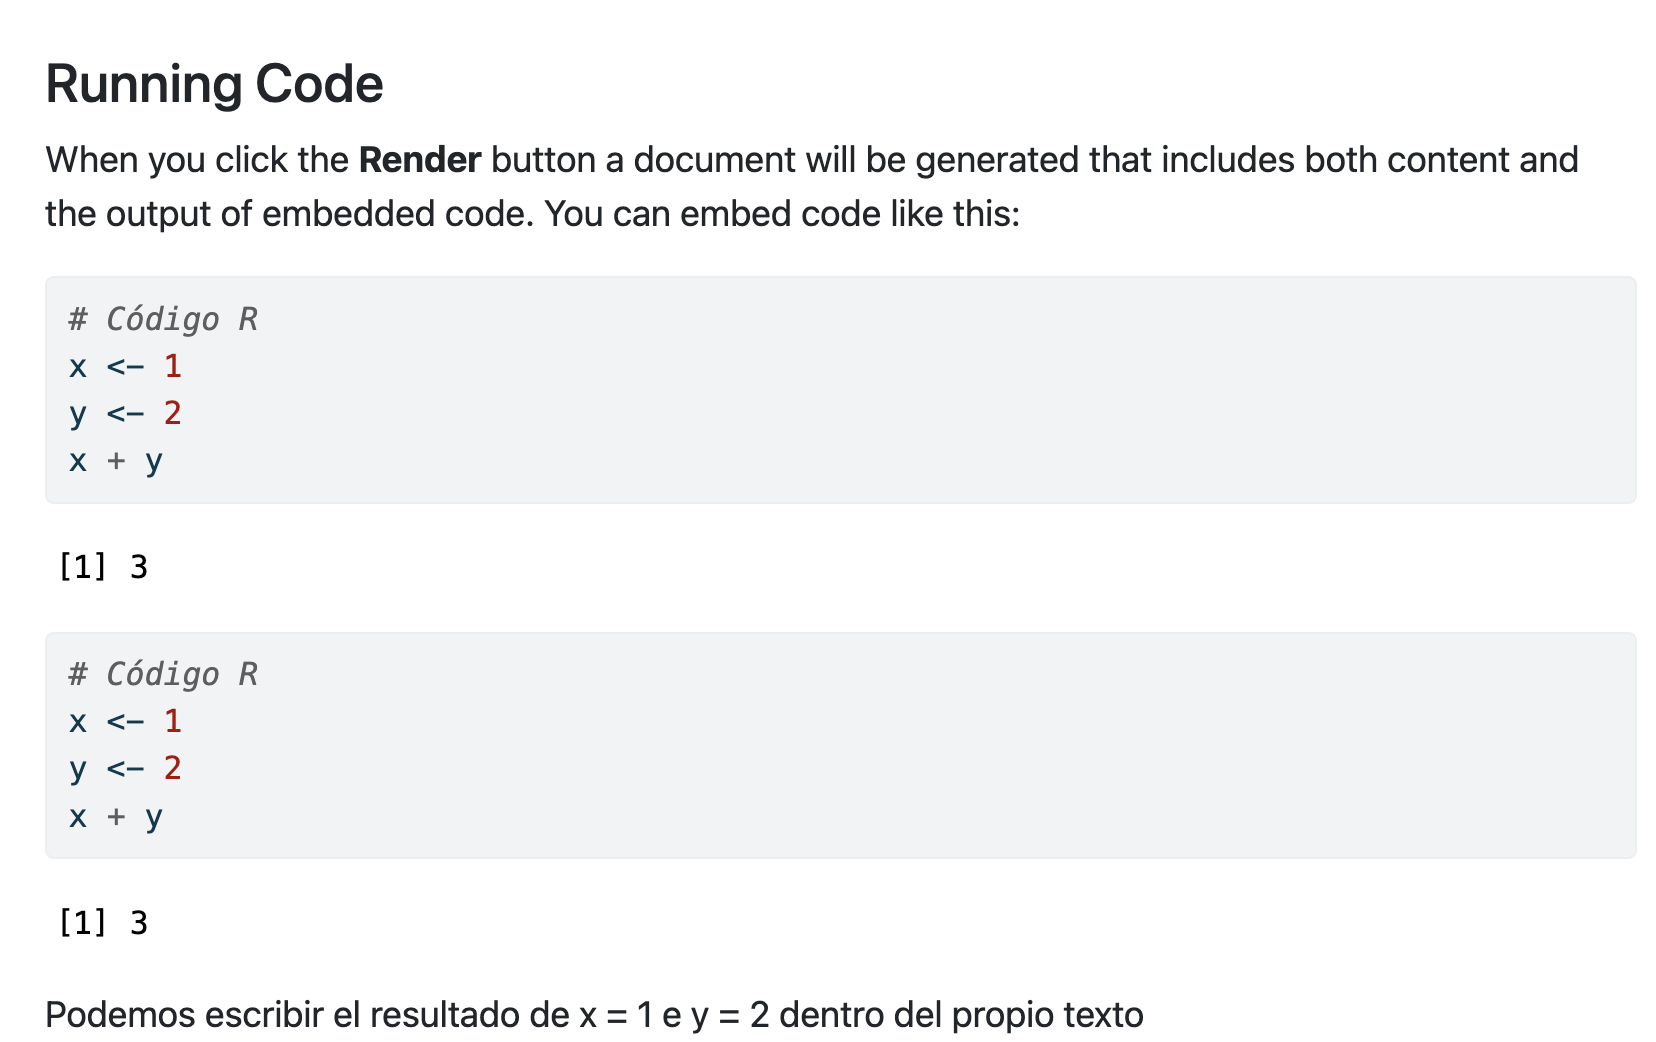 Running Code
When you click the Render button a document will be generated that includes both content and
the output of embedded code. You can embed code like this:
# Código R
x <- 1
y <- 2
x + y
[1] 3
# Código R
x <- 1
y <- 2
x + y
[1] 3
Podemos escribir el resultado de x = 1 e y = 2 dentro del propio texto